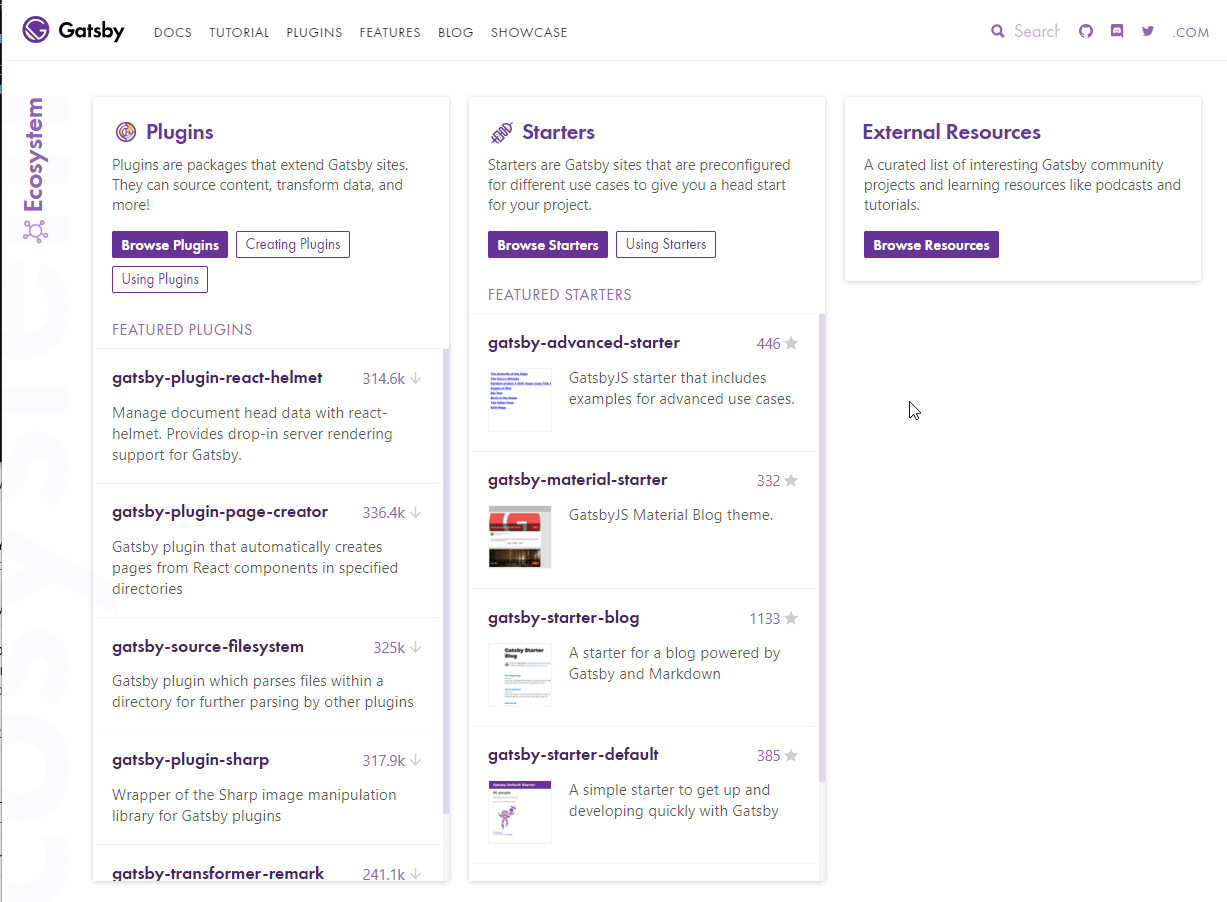 Gatsby
DOCS TUTORIAL PLUGINS FEATURES BLOG SHOWCASE
Search
.COM
Ecosystem
Plugins
Plugins are packages that extend Gatsby sites.
They can source content, transform data, and
more!
Browse Plugins
Creating Plugins
Using Plugins
FEATURED PLUGINS
gatsby-plugin-react-helmet 314.6k
Manage document head data with react-
helmet. Provides drop-in server rendering
support for Gatsby.
gatsby-plugin-page-creator 336.4k
Gatsby plugin that automatically creates
pages from React components in specified
directories
gatsby-source-filesystem 325k
Gatsby plugin which parses files within a
directory for further parsing by other plugins
gatsby-plugin-sharp 317.9k
Wrapper of the Sharp image manipulation
library for Gatsby plugins
gatsby-transformer-remark 241.1k
Starters
Starters are Gatsby sites that are preconfigured
for different use cases to give you a head start
for your project.
Browse Starters
Using Starters
FEATURED STARTERS
gatsby-advanced-starter 446
GatsbyJS starter that includes
examples for advanced use cases.
gatsby-material-starter 332
GatsbyJS Material Blog theme.
gatsby-starter-blog 1133
Gatsby Starter
Blog
A starter for a blog powered by
Gatsby and Markdown
gatsby-starter-default 385
Gatsby Default Starter
Hi people
A simple starter to get up and
developing quickly with Gatsby
External Resources
A curated list of interesting Gatsby community
projects and learning resources like podcasts and
tutorials.
Browse Resources